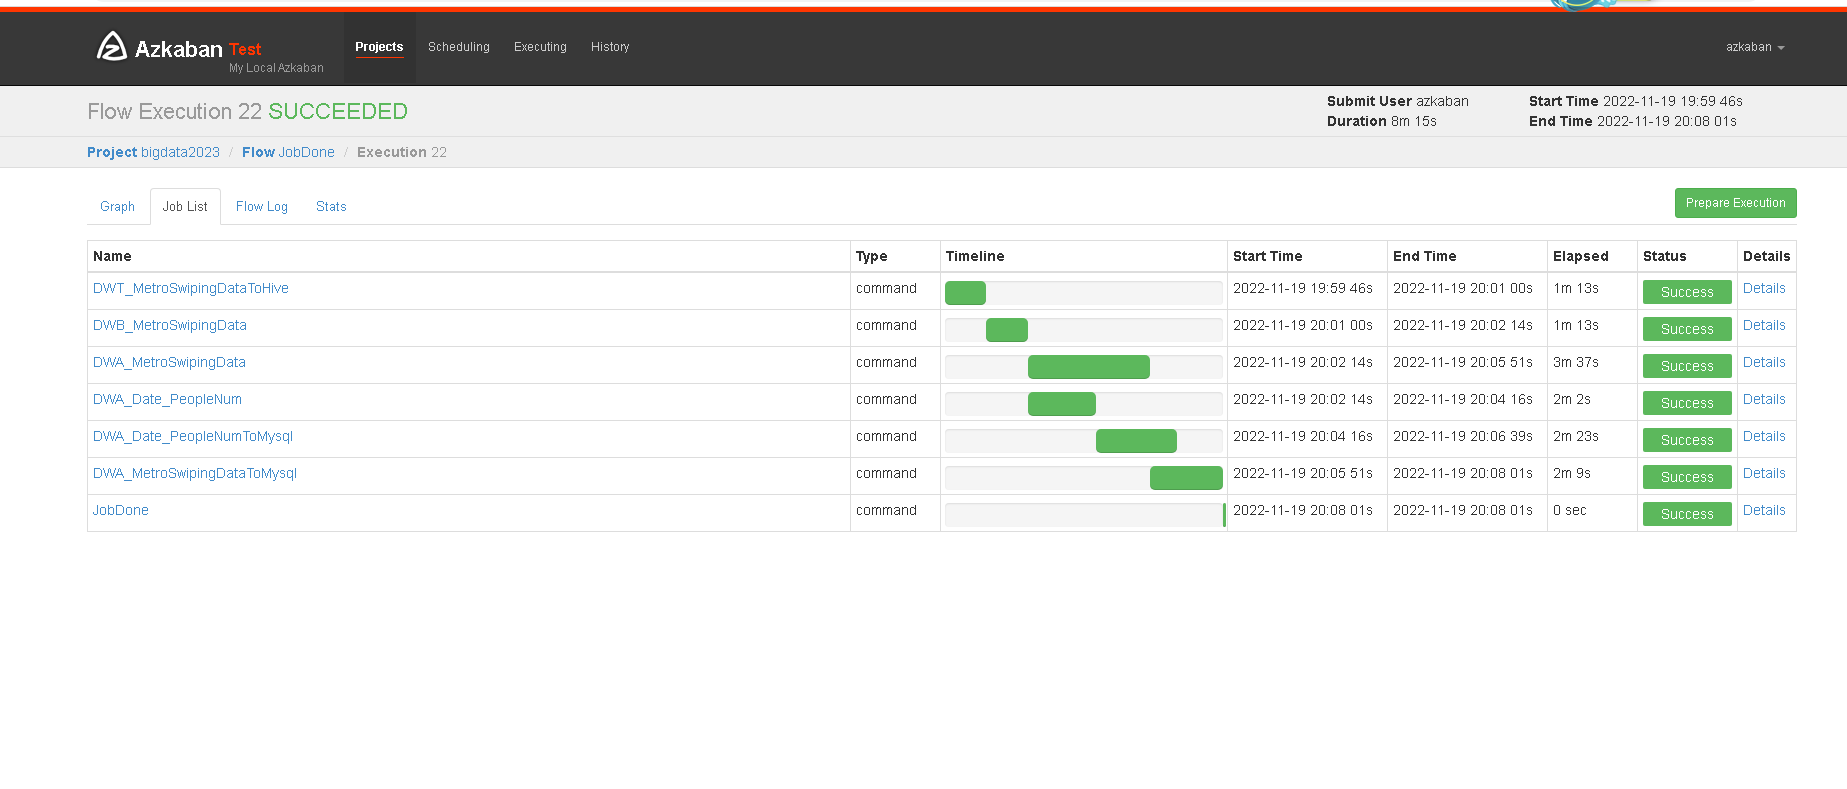 Azkaban Test
My Local Azkaban
Projects Scheduling Executing History
azkaban
Flow Execution 22 SUCCEEDED
Submit User azkaban
Duration 8m 15s
Start Time 2022-11-19 19:59 46s
End Time 2022-11-19 20:08 01s
Project bigdata2023 / Flow JobDone / Execution 22
Graph Job List Flow Log Stats
Prepare Execution
Name Type Timeline Start Time End Time Elapsed Status Details
DWT_MetroSwipingDataToHive command 2022-11-19 19:59 46s 2022-11-19 20:01 00s 1m 13s Success Details
DWB_MetroSwipingData command 2022-11-19 20:01 00s 2022-11-19 20:02 14s 1m 13s Success Details
DWA_MetroSwipingData command 2022-11-19 20:02 14s 2022-11-19 20:05 51s 3m 37s Success Details
DWA_Date_PeopleNum command 2022-11-19 20:02 14s 2022-11-19 20:04 16s 2m 2s Success Details
DWA_Date_PeopleNumToMysql command 2022-11-19 20:04 16s 2022-11-19 20:06 39s 2m 23s Success Details
DWA_MetroSwipingDataToMysql command 2022-11-19 20:05 51s 2022-11-19 20:08 01s 2m 9s Success Details
JobDone command 2022-11-19 20:08 01s 2022-11-19 20:08 01s 0 sec Success Details